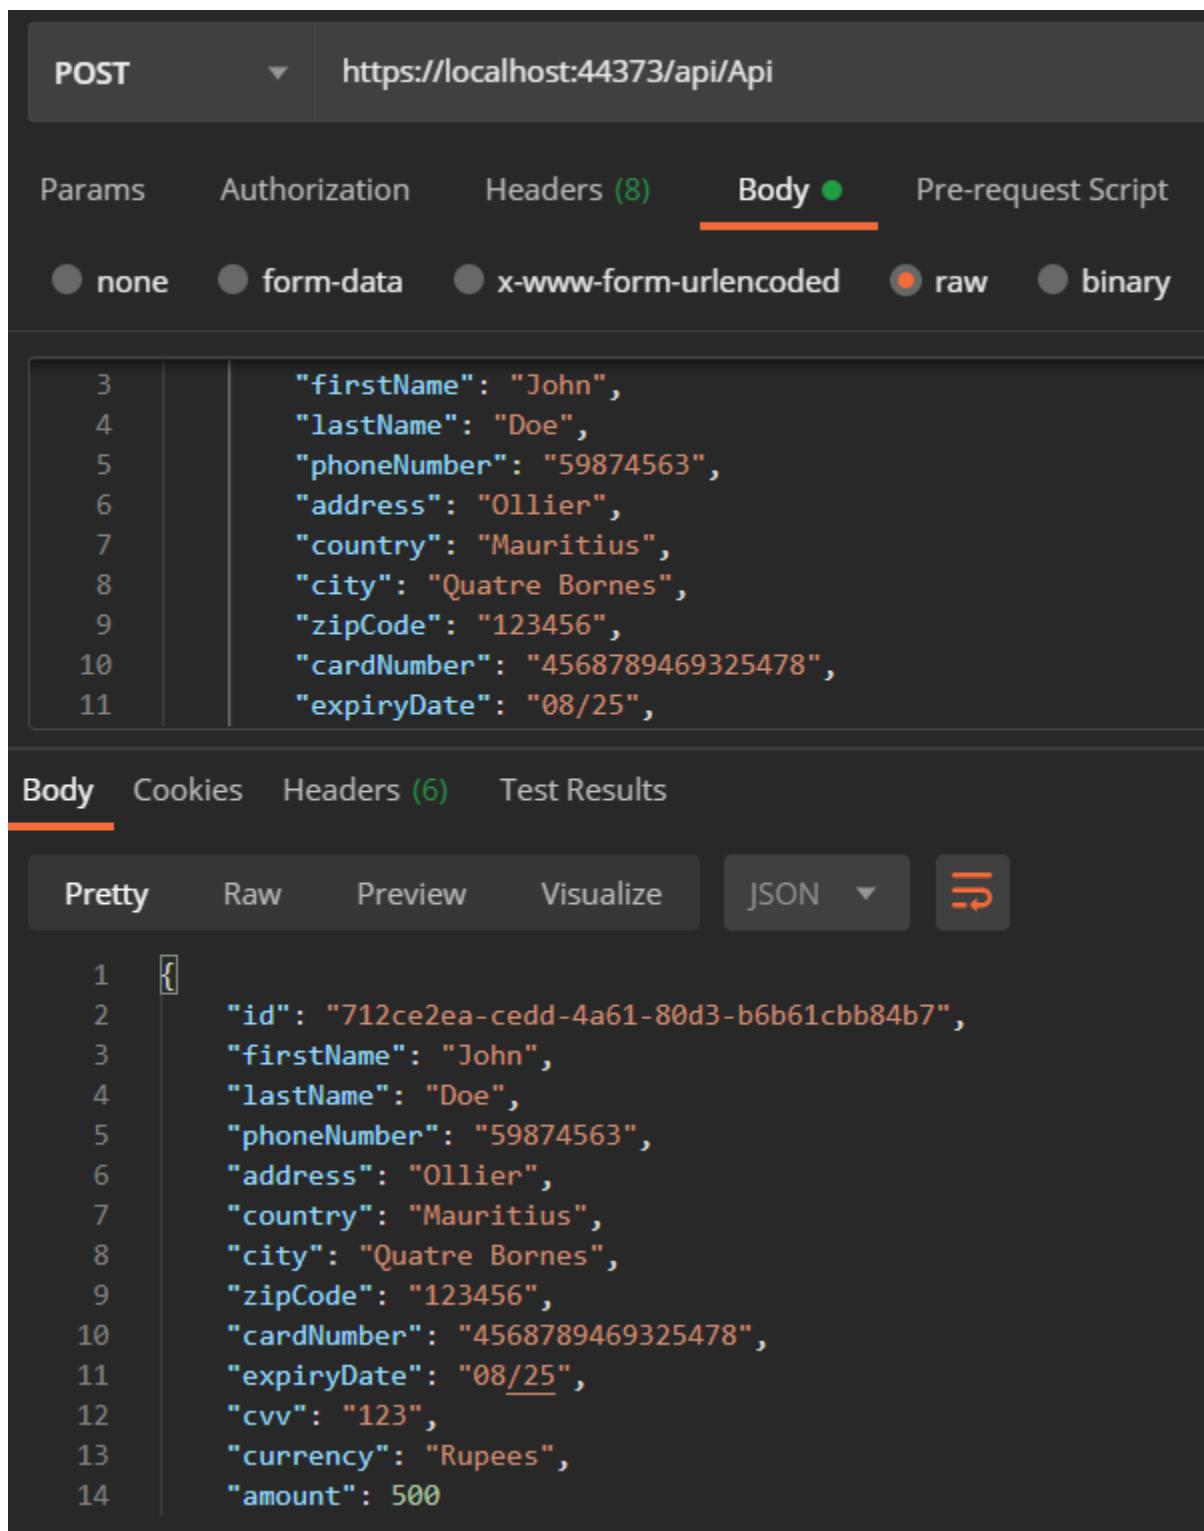 POST https://localhost:44373/api/Api
Params Authorization Headers (8) Body Pre-request Script
none form-data x-www-form-urlencoded raw binary
3 "firstName": "John",
4 "lastName": "Doe",
5 "phoneNumber": "59874563",
6 "address": "Ollier",
7 "country": "Mauritius",
8 "city": "Quatre Bornes",
9 "zipCode": "123456",
10 "cardNumber": "4568789469325478",
11 "expiryDate": "08/25",
Body Cookies Headers (6) Test Results
Pretty Raw Preview Visualize JSON
1 {
2 "id": "712ce2ea-cedd-4a61-80d3-b6b61cbb84b7",
3 "firstName": "John",
4 "lastName": "Doe",
5 "phoneNumber": "59874563",
6 "address": "Ollier",
7 "country": "Mauritius",
8 "city": "Quatre Bornes",
9 "zipCode": "123456",
10 "cardNumber": "4568789469325478",
11 "expiryDate": "08/25",
12 "cvv": "123",
13 "currency": "Rupees",
14 "amount": 500